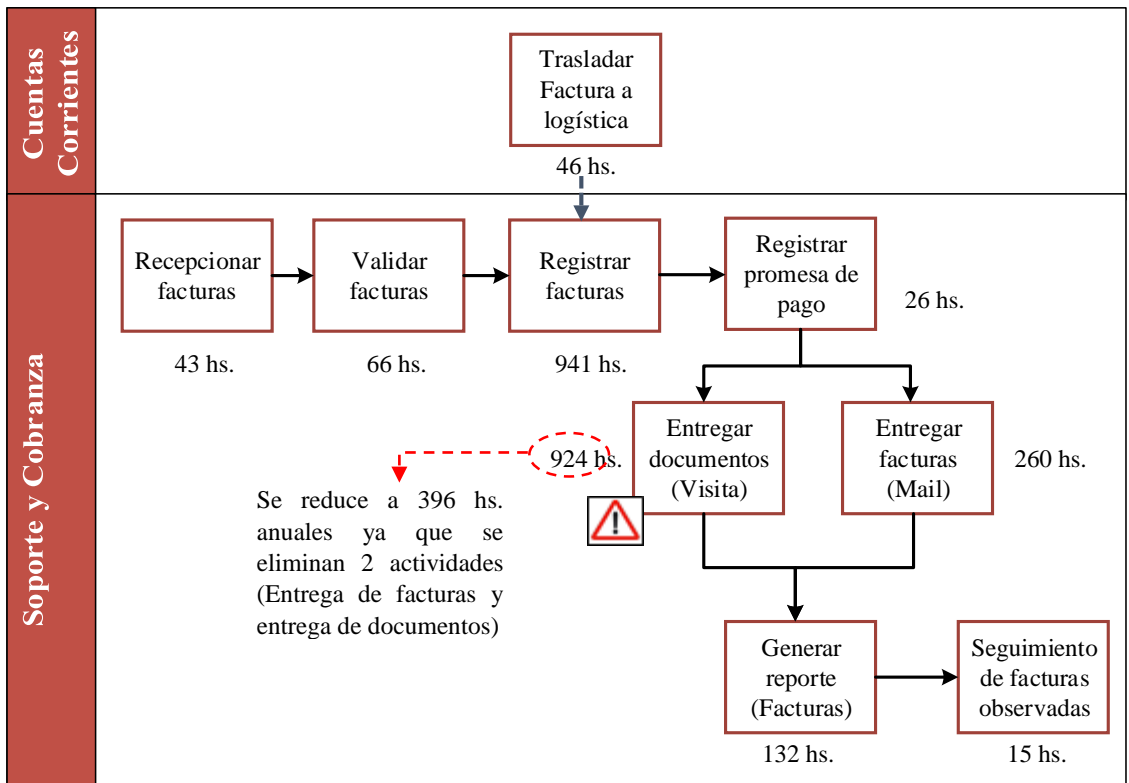 Cuentas
Corrientes
Trasladar
Factura a
logística
46 hs.
Soporte y Cobranza
Recepcionar
facturas
43 hs.
Validar
facturas
66 hs.
Registrar
facturas
941 hs.
Registrar
promesa de
pago
26 hs.
Entregar
documentos
(Visita)
924 hs.
Entregar
facturas
(Mail)
260 hs.
Se reduce a 396 hs.
anuales ya que se
eliminan 2 actividades
(Entrega de facturas y
entrega de documentos)
Generar
reporte
(Facturas)
132 hs.
Seguimiento
de facturas
observadas
15 hs.